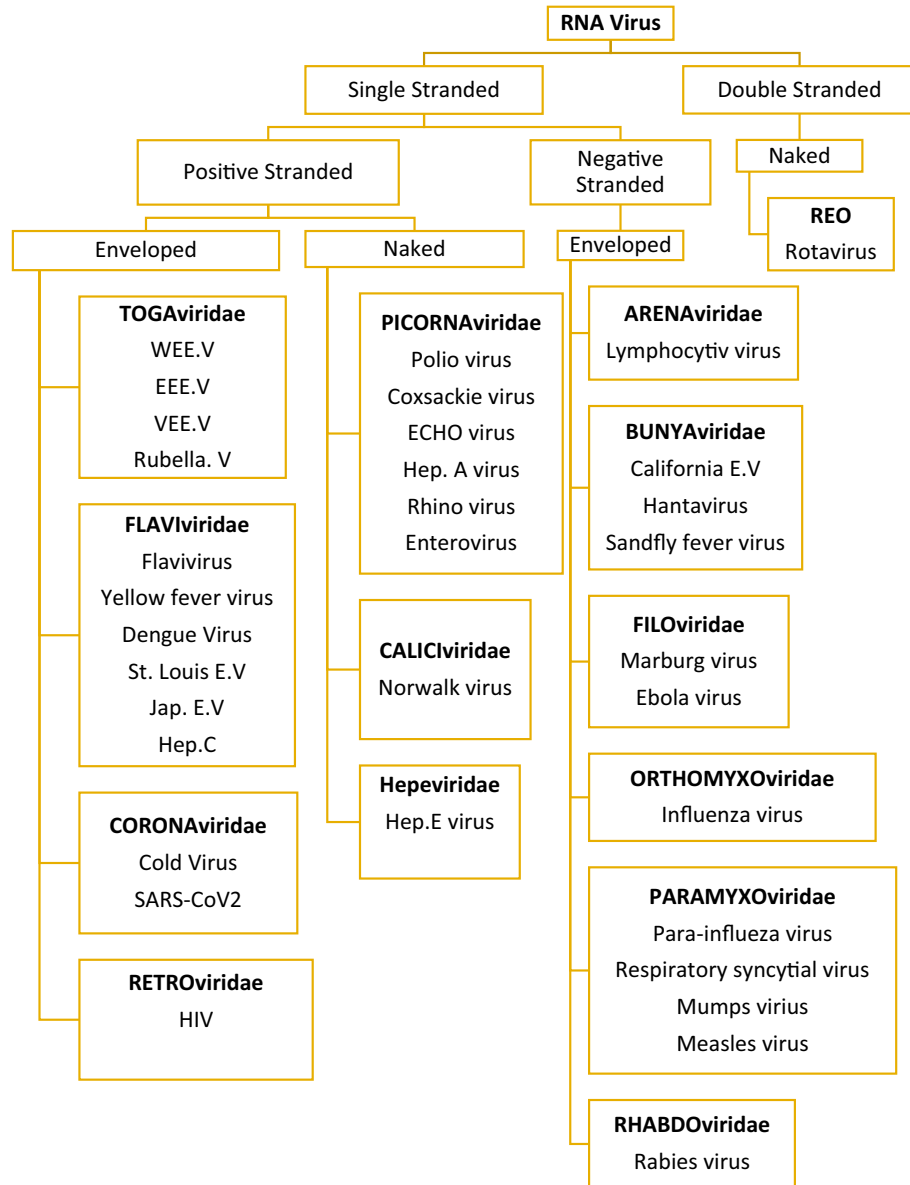 RNA Virus
Single Stranded
Double Stranded
Positive Stranded
Negative
Stranded
Naked
REO
Rotavirus
Enveloped
Naked
Enveloped
TOGAviridae
WEE.V
EEE.V
VEE.V
Rubella. V
FLAVIviridae
Flavivirus
Yellow fever virus
Dengue Virus
St. Louis E.V
Jap. E.V
Hep.C
CORONAviridae
Cold Virus
SARS-CoV2
RETROviridae
HIV
PICORNAviridae
Polio virus
Coxsackie virus
ECHO virus
Hep. A virus
Rhino virus
Enterovirus
CALICIviridae
Norwalk virus
Hepeviridae
Hep.E virus
ARENAviridae
Lymphocytiv virus
BUNYAviridae
California E.V
Hantavirus
Sandfly fever virus
FILOviridae
Marburg virus
Ebola virus
ORTHOMYXOviridae
Influenza virus
PARAMYXOviridae
Para-influeza virus
Respiratory syncytial virus
Mumps virius
Measles virus
RHABDOviridae
Rabies virus